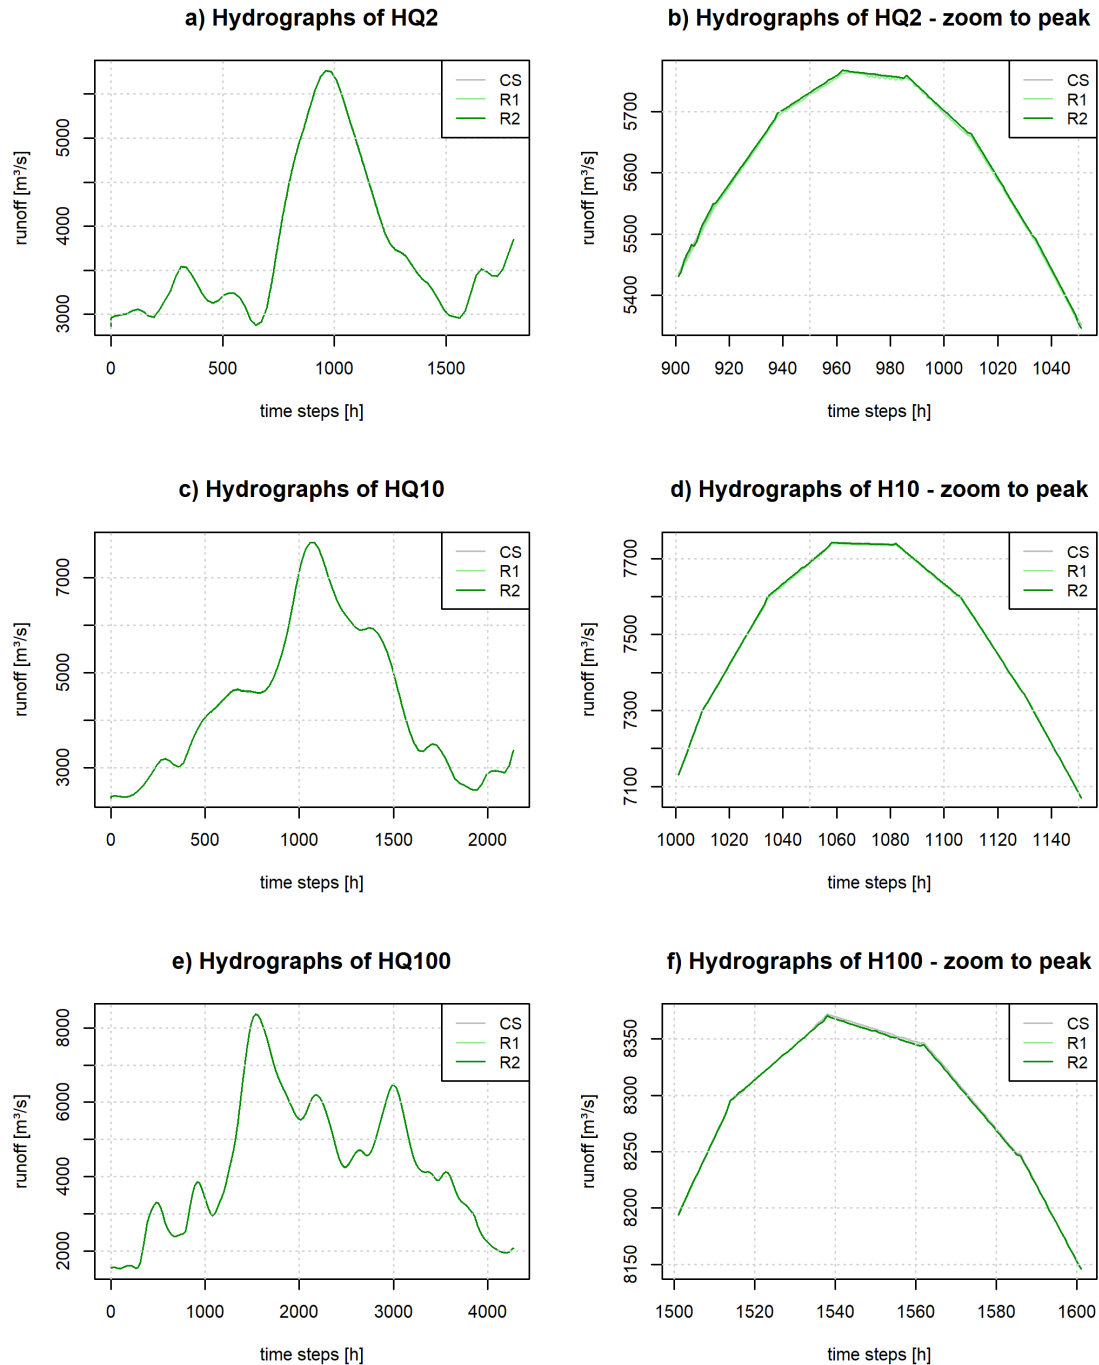 a) Hydrographs of HQ2
CS
R1
R2
runoff [m³/s]
3000
4000
5000
0
500
1000
1500
time steps [h]
b) Hydrographs of HQ2 - zoom to peak
CS
R1
R2
runoff [m³/s]
5400
5500
5600
5700
900
920
940
960
980
1000
1020
1040
time steps [h]
c) Hydrographs of HQ10
CS
R1
R2
runoff [m³/s]
3000
5000
7000
0
500
1000
1500
2000
time steps [h]
d) Hydrographs of H10 - zoom to peak
CS
R1
R2
runoff [m³/s]
7100
7300
7500
7700
1000
1020
1040
1060
1080
1100
1120
1140
time steps [h]
e) Hydrographs of HQ100
CS
R1
R2
runoff [m³/s]
2000
4000
6000
8000
0
1000
2000
3000
4000
time steps [h]
f) Hydrographs of H100 - zoom to peak
CS
R1
R2
runoff [m³/s]
8150
8200
8250
8300
8350
1500
1520
1540
1560
1580
1600
time steps [h]